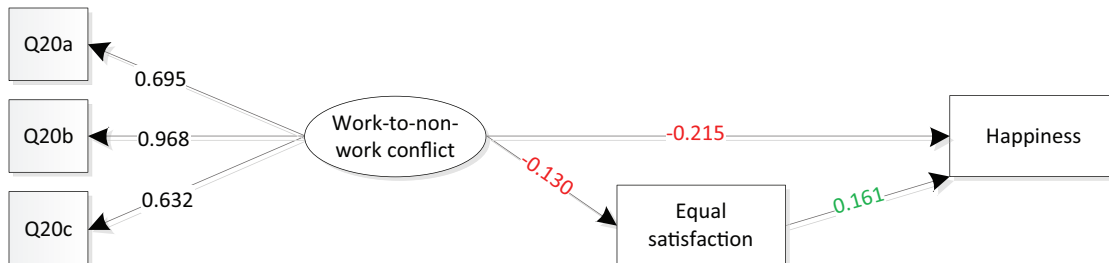 Q20a
0.695
Q20b
0.968
Work-to-non-
work conflict
-0.215
Happiness
-0.130
0.161
Q20c
0.632
Equal
satisfaction